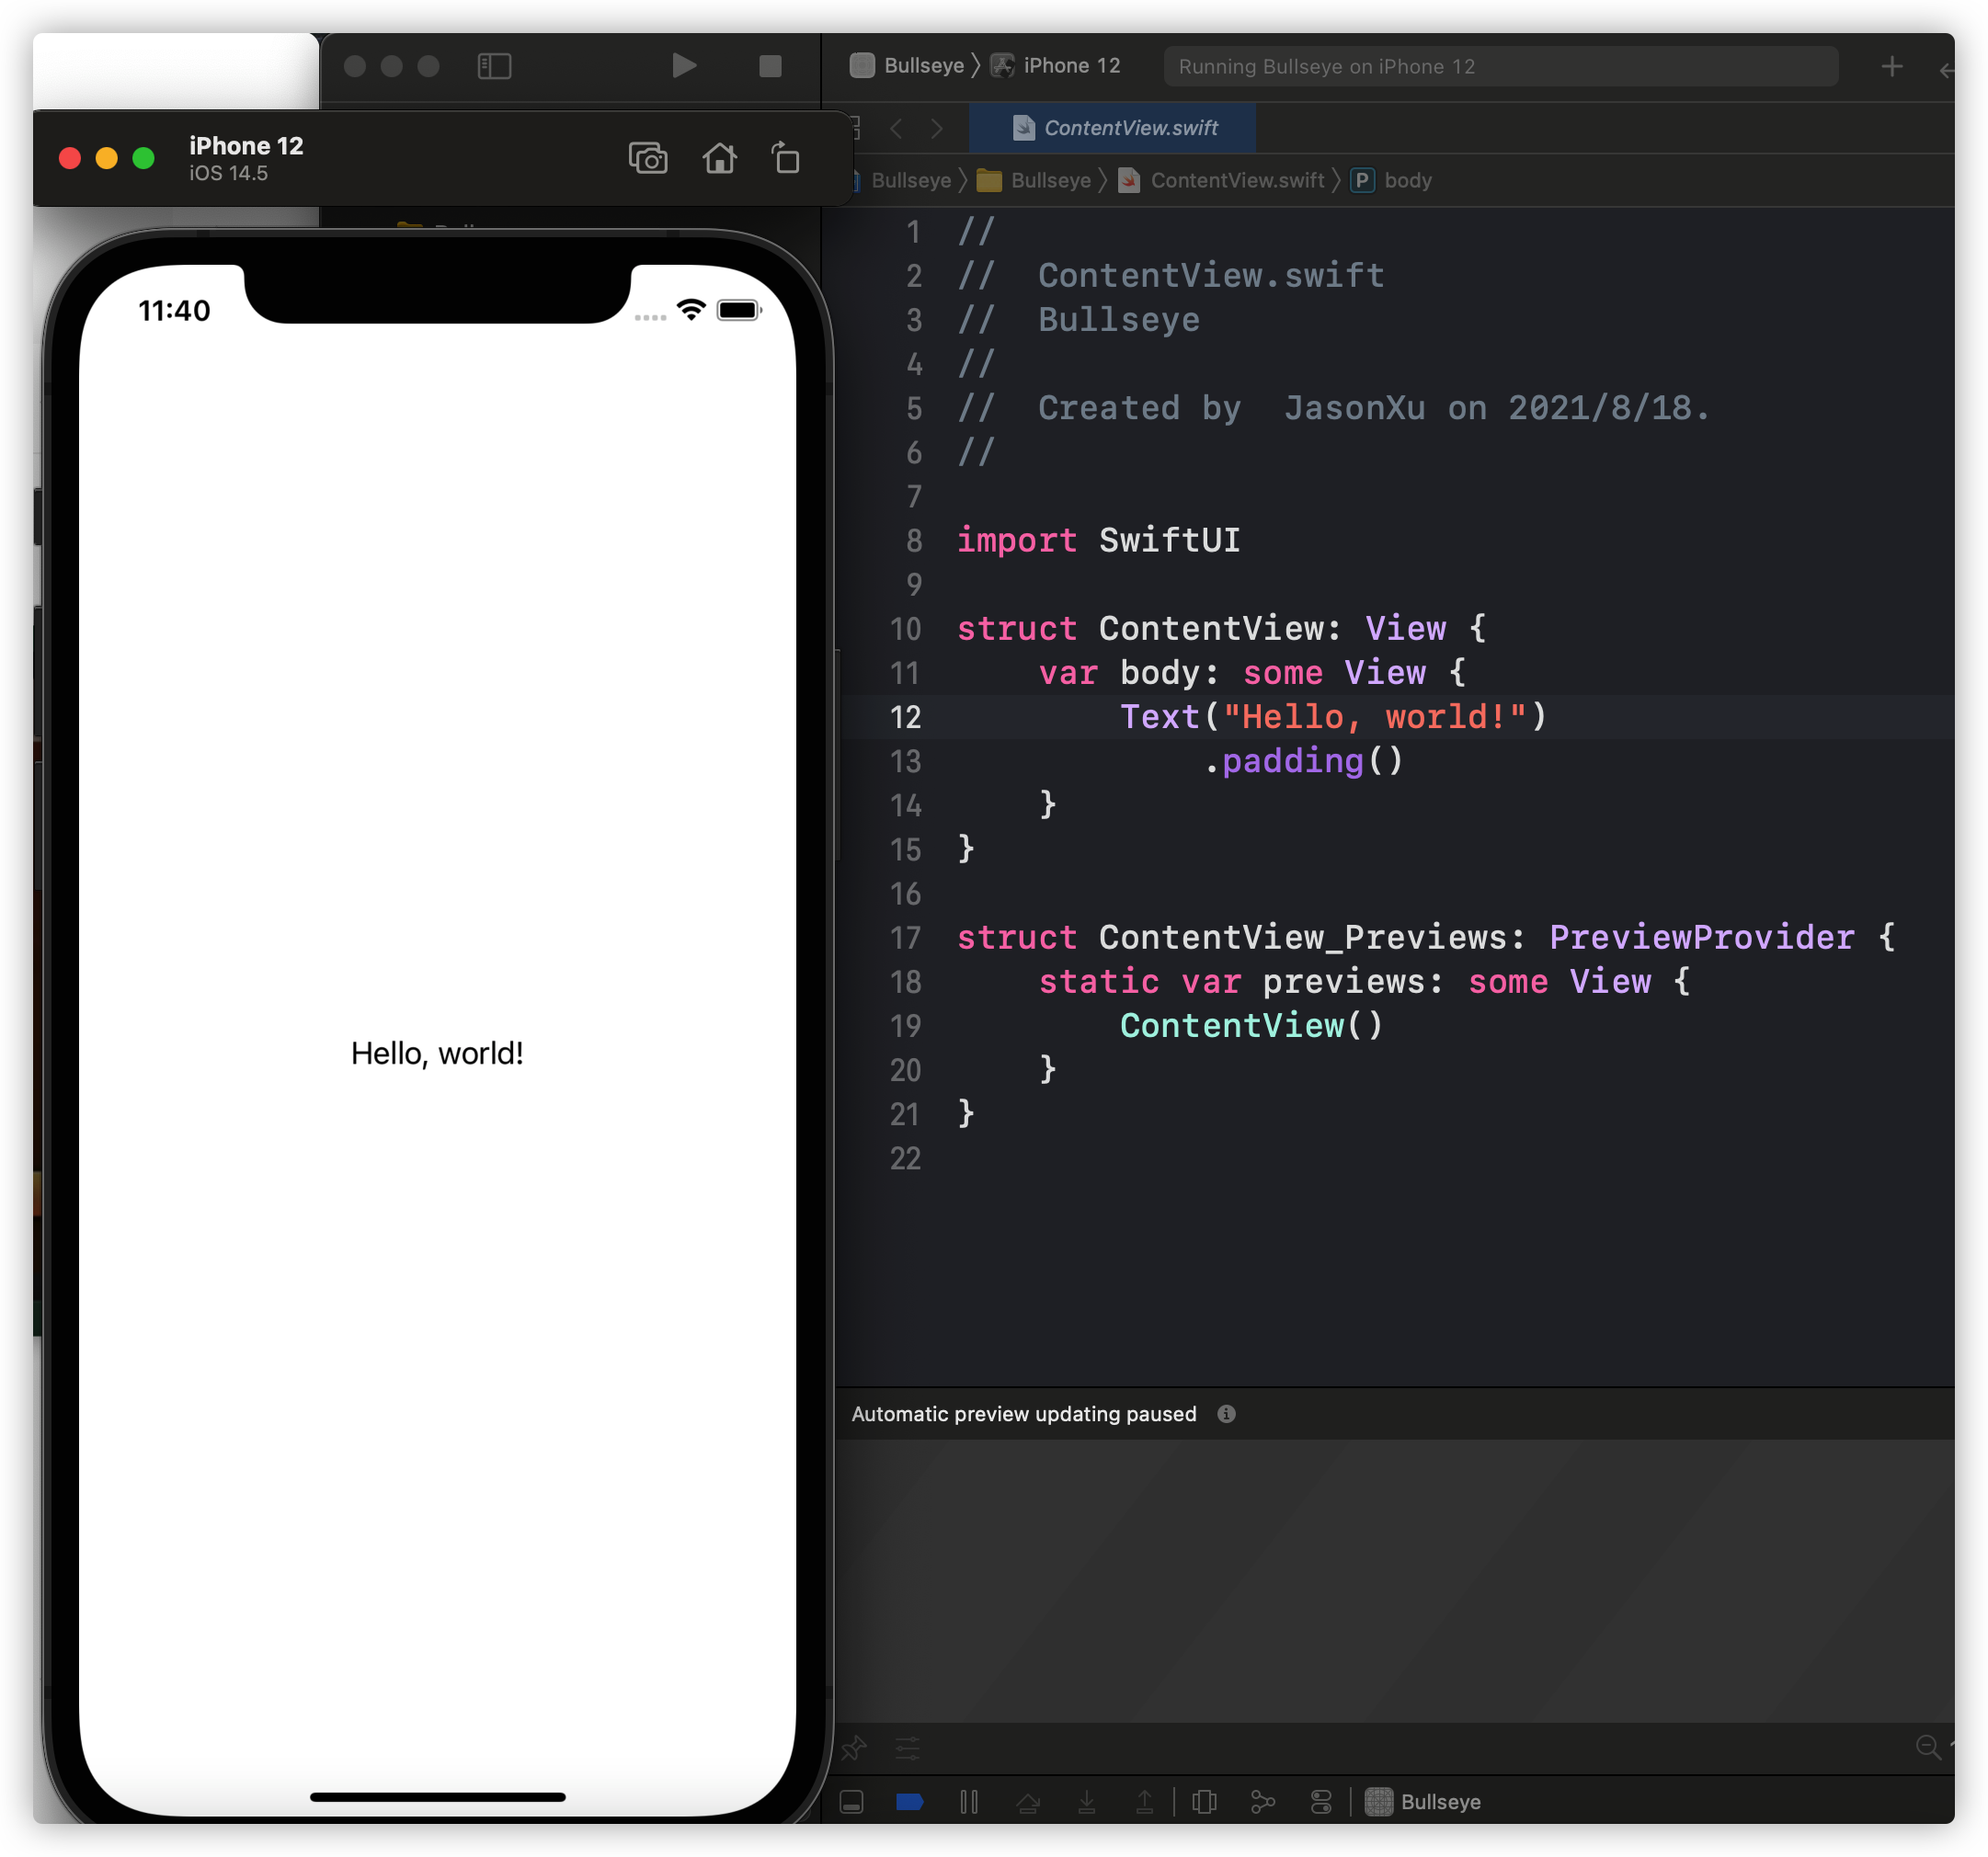 Bullseye 〉 iPhone 12
Running Bullseye on iPhone 12
iPhone 12
iOS 14.5
ContentView.swift
Bullseye 〉 Bullseye 〉 ContentView.swift 〉 P body
11:40
Hello, world!
1 //
2 //  ContentView.swift
3 //  Bullseye
4 //
5 //  Created by  JasonXu on 2021/8/18.
6 //
7
8 import SwiftUI
9
10 struct ContentView: View {
11     var body: some View {
12         Text("Hello, world!")
13             .padding()
14     }
15 }
16
17 struct ContentView_Previews: PreviewProvider {
18     static var previews: some View {
19         ContentView()
20     }
21 }
22
Automatic preview updating paused
Bullseye